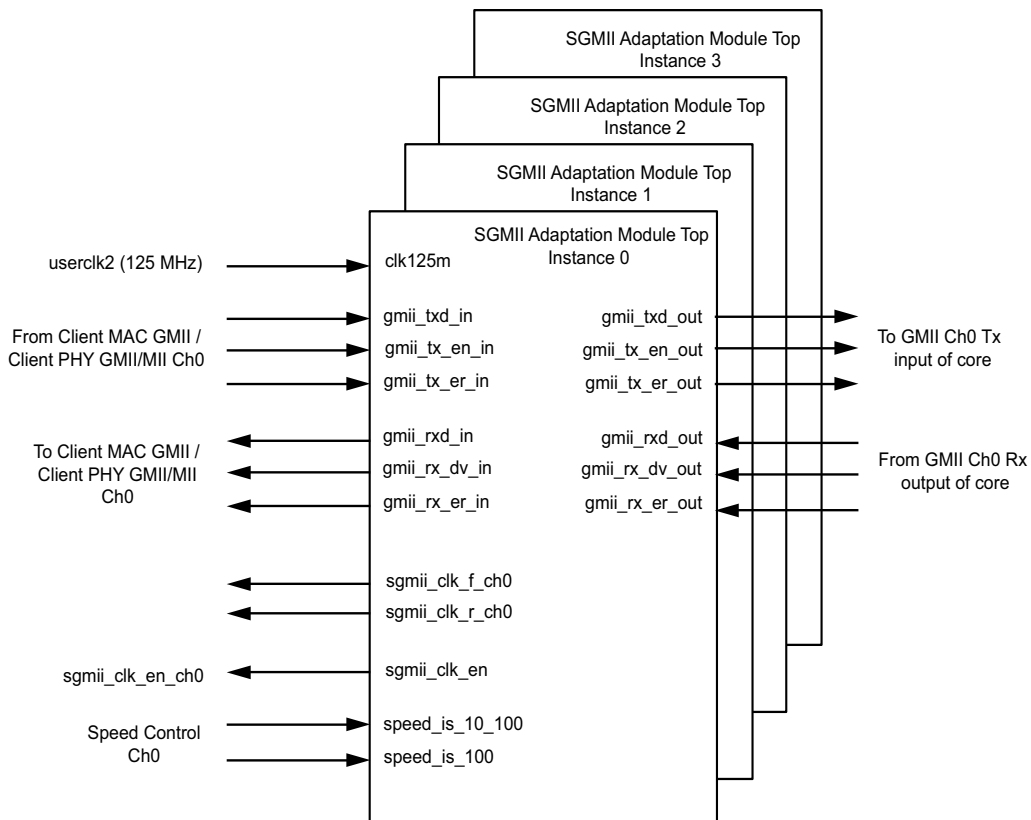 SGMII Adaptation Module Top
Instance 3
SGMII Adaptation Module Top
Instance 2
SGMII Adaptation Module Top
Instance 1
SGMII Adaptation Module Top
Instance 0
userclk2 (125 MHz)
clk125m
From Client MAC GMII /
Client PHY GMII/MII Ch0
gmii_txd_in
gmii_tx_en_in
gmii_tx_er_in
gmii_txd_out
gmii_tx_en_out
gmii_tx_er_out
To GMII Ch0 Tx
input of core
To Client MAC GMII /
Client PHY GMII/MII
Ch0
gmii_rxd_in
gmii_rx_dv_in
gmii_rx_er_in
gmii_rxd_out
gmii_rx_dv_out
gmii_rx_er_out
From GMII Ch0 Rx
output of core
sgmii_clk_f_ch0
sgmii_clk_r_ch0
sgmii_clk_en_ch0
sgmii_clk_en
Speed Control
Ch0
speed_is_10_100
speed_is_100